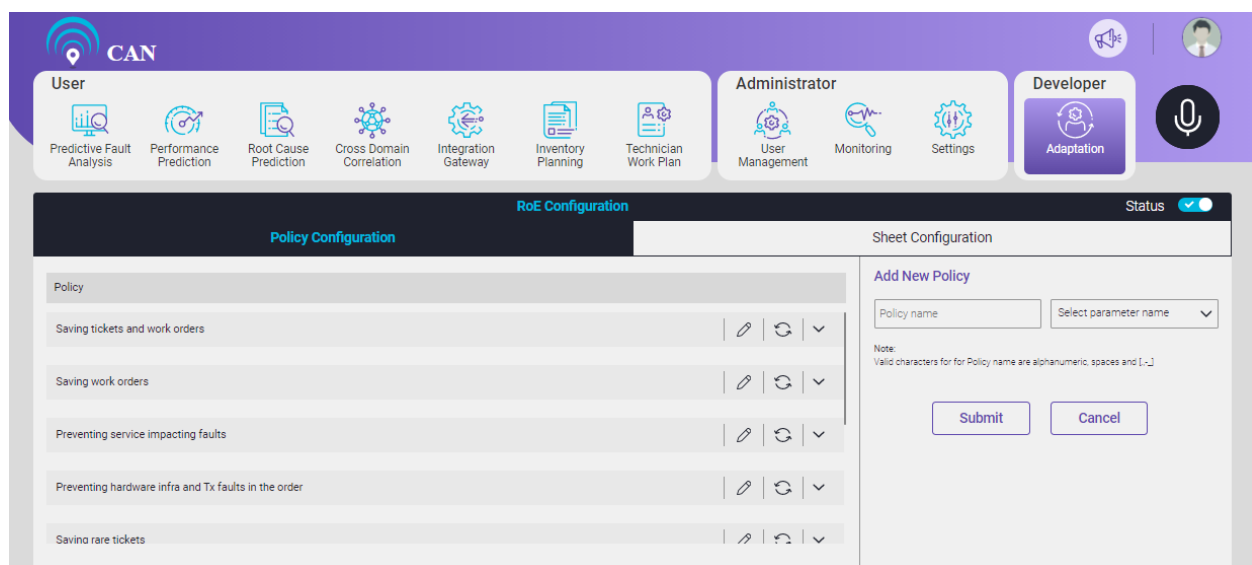 CAN
User
Administrator
Developer
Predictive Fault
Analysis
Performance
Prediction
Root Cause
Prediction
Cross Domain
Correlation
Integration
Gateway
Inventory
Planning
Technician
Work Plan
User
Management
Monitoring
Settings
Adaptation
RoE Configuration
Status
Policy Configuration
Sheet Configuration
Policy
Saving tickets and work orders
Saving work orders
Preventing service impacting faults
Preventing hardware infra and Tx faults in the order
Saving rare tickets
Add New Policy
Policy name
Select parameter name
Note:
Valid characters for for Policy name are alphanumeric, spaces and [.-_]
Submit
Cancel